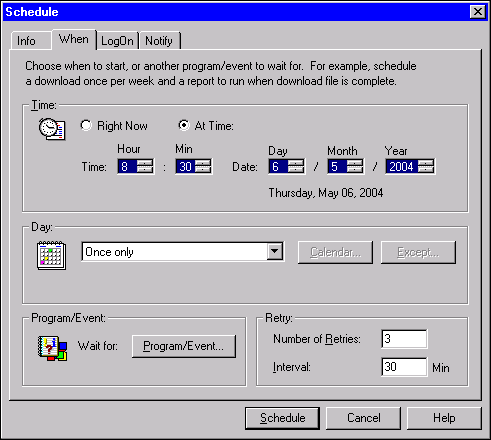 Schedule
Info When LogOn Notify
Choose when to start, or another program/event to wait for. For example, schedule
a download once per week and a report to run when download file is complete.
Time:
Right Now At Time:
Hour Min Day Month Year
Time: 8 : 30 Date: 6 / 5 / 2004
Thursday, May 06, 2004
Day:
Once only Calendar... Except...
Program/Event: Retry:
Wait for: Program/Event... Number of Retries: 3
Interval: 30 Min
Schedule Cancel Help